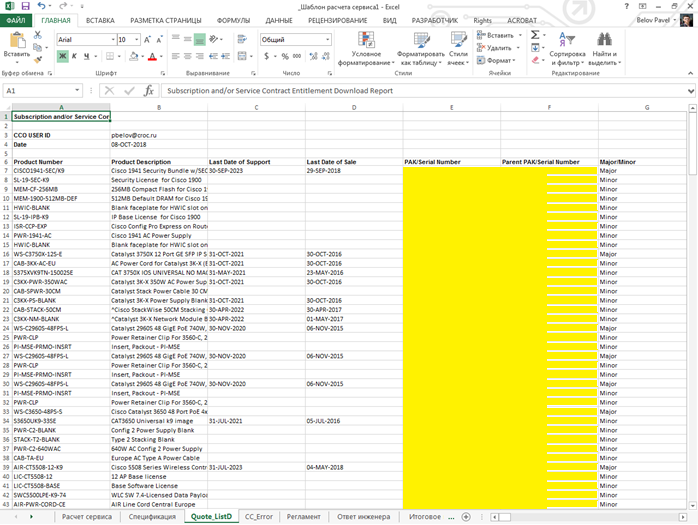 _Шаблон расчета сервиса1 - Excel
ФАЙЛ ГЛАВНАЯ ВСТАВКА РАЗМЕТКА СТРАНИЦЫ ФОРМУЛЫ ДАННЫЕ РЕЦЕНЗИРОВАНИЕ ВИД РАЗРАБОТЧИК Rights ACROBAT Belov Pavel
Вставить Arial 10 Общий Условное форматирование Форматировать как таблицу Стили ячеек Вставить Удалить Формат Сортировка и фильтр Найти и выделить
Буфер обмена Шрифт Выравнивание Число Стили Ячейки Редактирование
A1 Subscription and/or Service Contract Entitlement Download Report
A B C D E F G
1 Subscription and/or Service Con
2
3 CCO USER ID pbelov@croc.ru
4 Date 08-OCT-2018
5
6 Product Number Product Description Last Date of Support Last Date of Sale PAK/Serial Number Parent PAK/Serial Number Major/Minor
7 CISCO1941-SEC/K9 Cisco 1941 Security Bundle w/SEC 30-SEP-2023 29-SEP-2018 Major
8 SL-19-SEC-K9 Security License for Cisco 1900 Minor
9 MEM-CF-256MB 256MB Compact Flash for Cisco 1 Minor
10 MEM-1900-512MB-DEF 512MB Default DRAM for Cisco 19 Minor
11 HWIC-BLANK Blank faceplate for HWIC slot on Minor
12 SL-19-IPB-K9 IP Base License for Cisco 1900 Minor
13 ISR-CCP-EXP Cisco Config Pro Express on Route Minor
14 PWR-1941-AC Cisco 1941 AC Power Supply Minor
15 HWIC-BLANK Blank faceplate for HWIC slot on Minor
16 WS-C3750X-12S-E Catalyst 3750X 12 Port GE SFP IP S 31-OCT-2021 30-OCT-2016 Major
17 CAB-3KX-AC-EU AC Power Cord for Catalyst 3K-X (E 31-OCT-2021 30-OCT-2016 Minor
18 S375XVK9TN-15002SE CAT 3750X IOS UNIVERSAL NO MAC 31-MAY-2021 23-MAY-2016 Minor
19 C3KX-PWR-350WAC Catalyst 3K-X 350W AC Power Sup 31-OCT-2021 30-OCT-2016 Minor
20 CAB-SPWR-30CM Catalyst Stack Power Cable 30 CM Minor
21 C3KX-PS-BLANK Catalyst 3K-X Power Supply Blank 31-OCT-2021 30-OCT-2016 Minor
22 CAB-STACK-50CM ^Cisco StackWise 50CM Stacking 30-APR-2022 30-APR-2017 Minor
23 C3KX-NM-BLANK ^Catalyst 3K-X Network Module B 30-APR-2022 01-MAY-2017 Minor
24 WS-C2960S-48FPS-L Catalyst 2960S 48 GigE PoE 740W, 30-NOV-2020 06-NOV-2015 Major
25 PWR-CLP Power Retainer Clip For 3560-C, 2 Minor
26 PI-MSE-PRMO-INSRT Insert, Packout - PI-MSE Minor
27 WS-C2960S-48FPS-L Catalyst 2960S 48 GigE PoE 740W, 30-NOV-2020 06-NOV-2015 Major
28 PWR-CLP Power Retainer Clip For 3560-C, 2 Minor
29 PI-MSE-PRMO-INSRT Insert, Packout - PI-MSE Minor
30 WS-C2960S-48FPS-L Catalyst 2960S 48 GigE PoE 740W, 30-NOV-2020 06-NOV-2015 Major
31 PI-MSE-PRMO-INSRT Insert, Packout - PI-MSE Minor
32 PWR-CLP Power Retainer Clip For 3560-C, 2 Minor
33 WS-C3650-48PS-S Cisco Catalyst 3650 48 Port PoE 4x Major
34 S3650UK9-33SE CAT3650 Universal k9 image 31-JUL-2021 05-JUL-2016 Minor
35 PWR-C2-BLANK Config 2 Power Supply Blank Minor
36 STACK-T2-BLANK Type 2 Stacking Blank Minor
37 PWR-C2-640WAC 640W AC Config 2 Power Supply Minor
38 CAB-TA-EU Europe AC Type A Power Cable Minor
39 AIR-CT5508-12-K9 Cisco 5508 Series Wireless Contr 31-JUL-2023 04-MAY-2018 Major
40 LIC-CT5508-12 12 AP Base license Minor
41 LIC-CT5508-BASE Base Software License Minor
42 SWC5500LPE-K9-74 WLC SW 7.4-Licensed Data Payloa Minor
43 AIR-PWR-CORD-CE AIR Line Cord Central Europe Minor
Расчет сервиса Спецификация Quote_ListD CC_Error Регламент Ответ инженера Итоговое ...